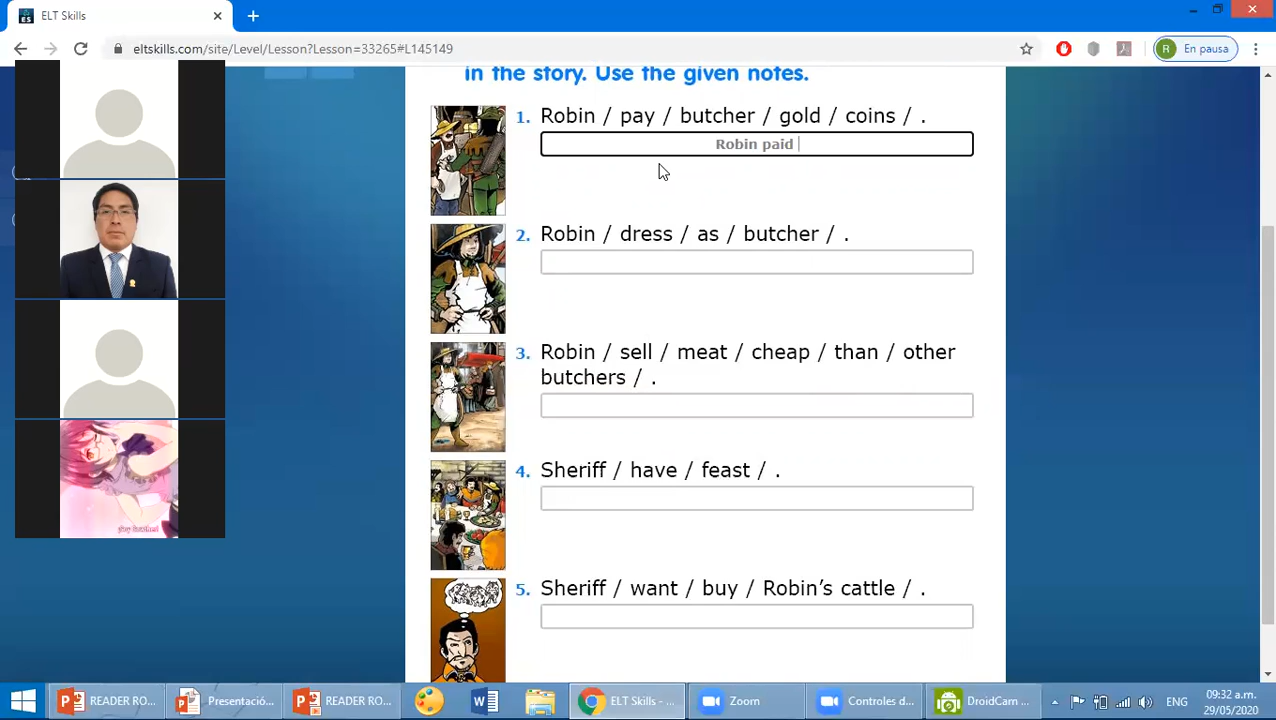 ELT Skills
eltskills.com/site/Level/Lesson?Lesson=33265#L145149
R
En pausa
in the story. Use the given notes.
1. Robin / pay / butcher / gold / coins / .
Robin paid
2. Robin / dress / as / butcher / .
3. Robin / sell / meat / cheap / than / other
butchers / .
4. Sheriff / have / feast / .
5. Sheriff / want / buy / Robin's cattle / .
READER RO...
Presentació...
READER RO...
ELT Skills - ...
Zoom
Controles d...
DroidCam ...
ENG
09:32 a.m.
29/05/2020